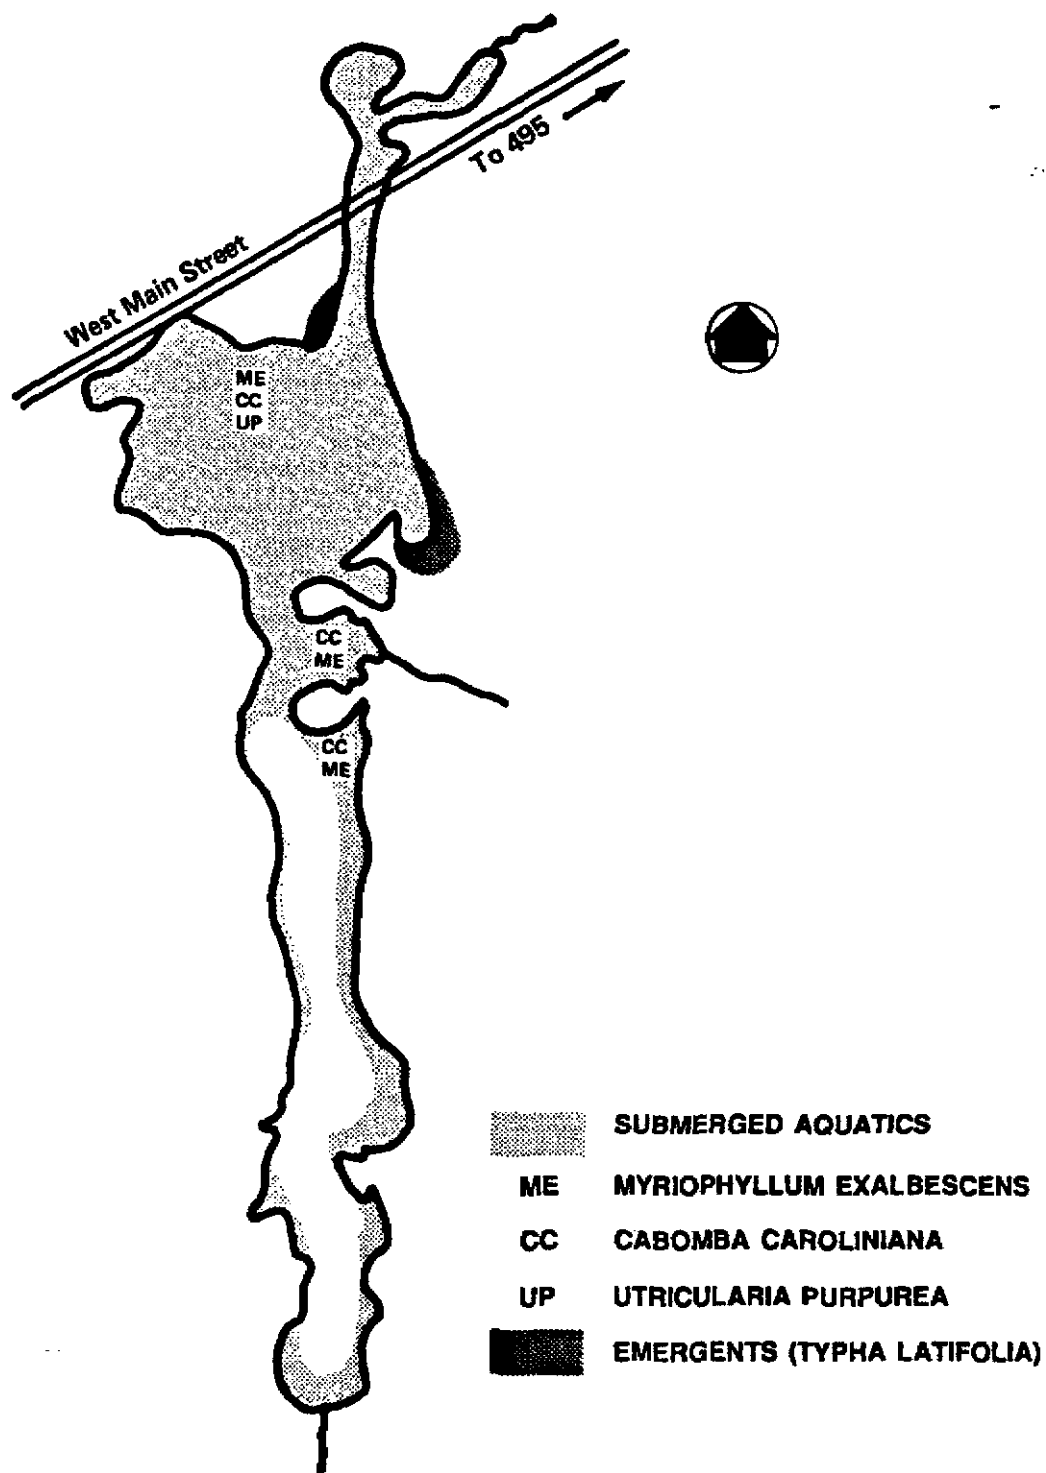 To 495
West Main Street
ME
CC
UP
CC
ME
CC
ME
SUBMERGED AQUATICS
ME MYRIOPHYLLUM EXALBESCENS
CC CABOMBA CAROLINIANA
UP UTRICULARIA PURPUREA
EMERGENTS (TYPHA LATIFOLIA)